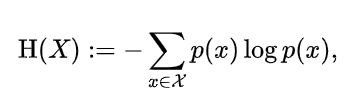 H(X) := − ∑_{x∈𝒳} p(x) log p(x),